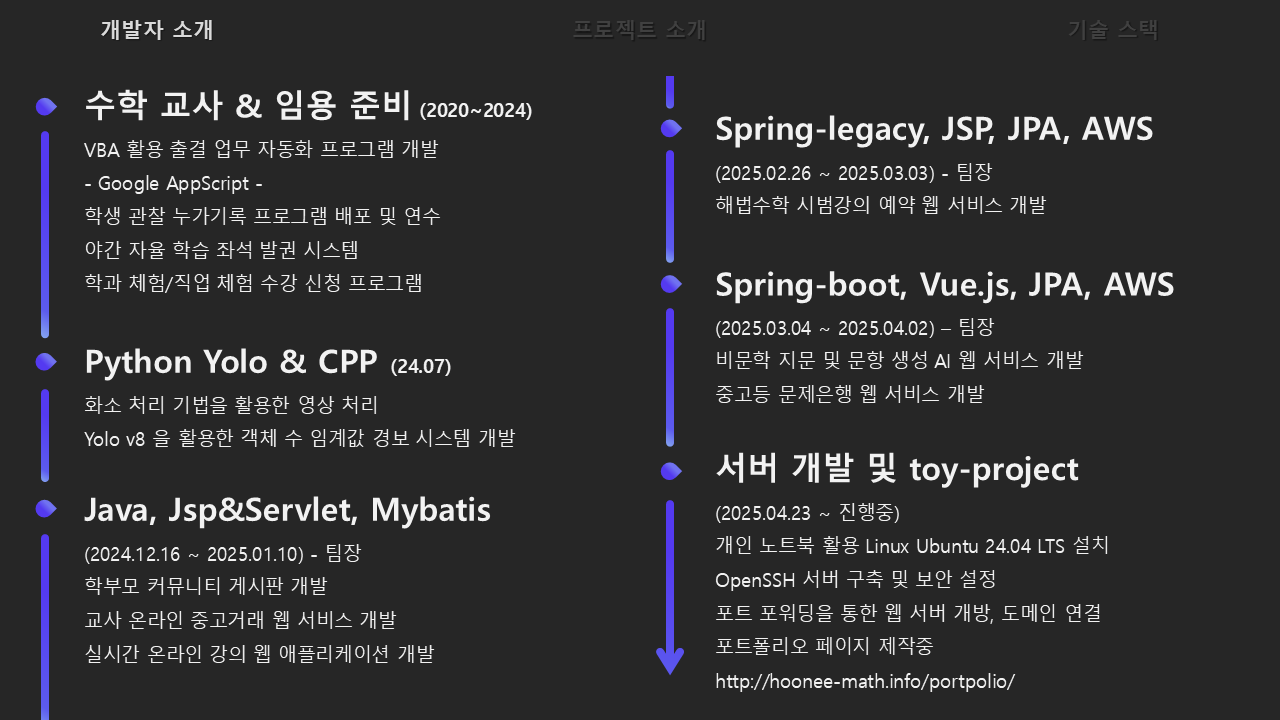 개발자 소개
프로젝트 소개
기술 스택
수학 교사 & 임용 준비 (2020~2024)
VBA 활용 출결 업무 자동화 프로그램 개발
- Google AppScript -
학생 관찰 누가기록 프로그램 배포 및 연수
야간 자율 학습 좌석 발권 시스템
학과 체험/직업 체험 수강 신청 프로그램
Python Yolo & CPP (24.07)
화소 처리 기법을 활용한 영상 처리
Yolo v8 을 활용한 객체 수 임계값 경보 시스템 개발
Java, Jsp&Servlet, Mybatis
(2024.12.16 ~ 2025.01.10) - 팀장
학부모 커뮤니티 게시판 개발
교사 온라인 중고거래 웹 서비스 개발
실시간 온라인 강의 웹 애플리케이션 개발
Spring-legacy, JSP, JPA, AWS
(2025.02.26 ~ 2025.03.03) - 팀장
해법수학 시범강의 예약 웹 서비스 개발
Spring-boot, Vue.js, JPA, AWS
(2025.03.04 ~ 2025.04.02) – 팀장
비문학 지문 및 문항 생성 AI 웹 서비스 개발
중고등 문제은행 웹 서비스 개발
서버 개발 및 toy-project
(2025.04.23 ~ 진행중)
개인 노트북 활용 Linux Ubuntu 24.04 LTS 설치
OpenSSH 서버 구축 및 보안 설정
포트 포워딩을 통한 웹 서버 개방, 도메인 연결
포트폴리오 페이지 제작중
http://hoonee-math.info/portpolio/